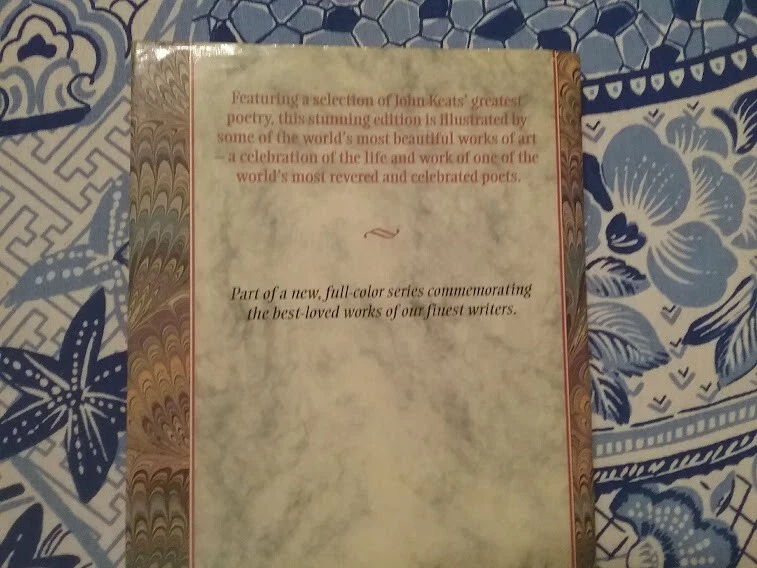 Featuring a selection of John Keats' greatest
poetry, this stunning edition is illustrated by
some of the world's most beautiful works of art
– a celebration of the life and work of one of the
world's most revered and celebrated poets.
Part of a new, full-color series commemorating
the best-loved works of our finest writers.